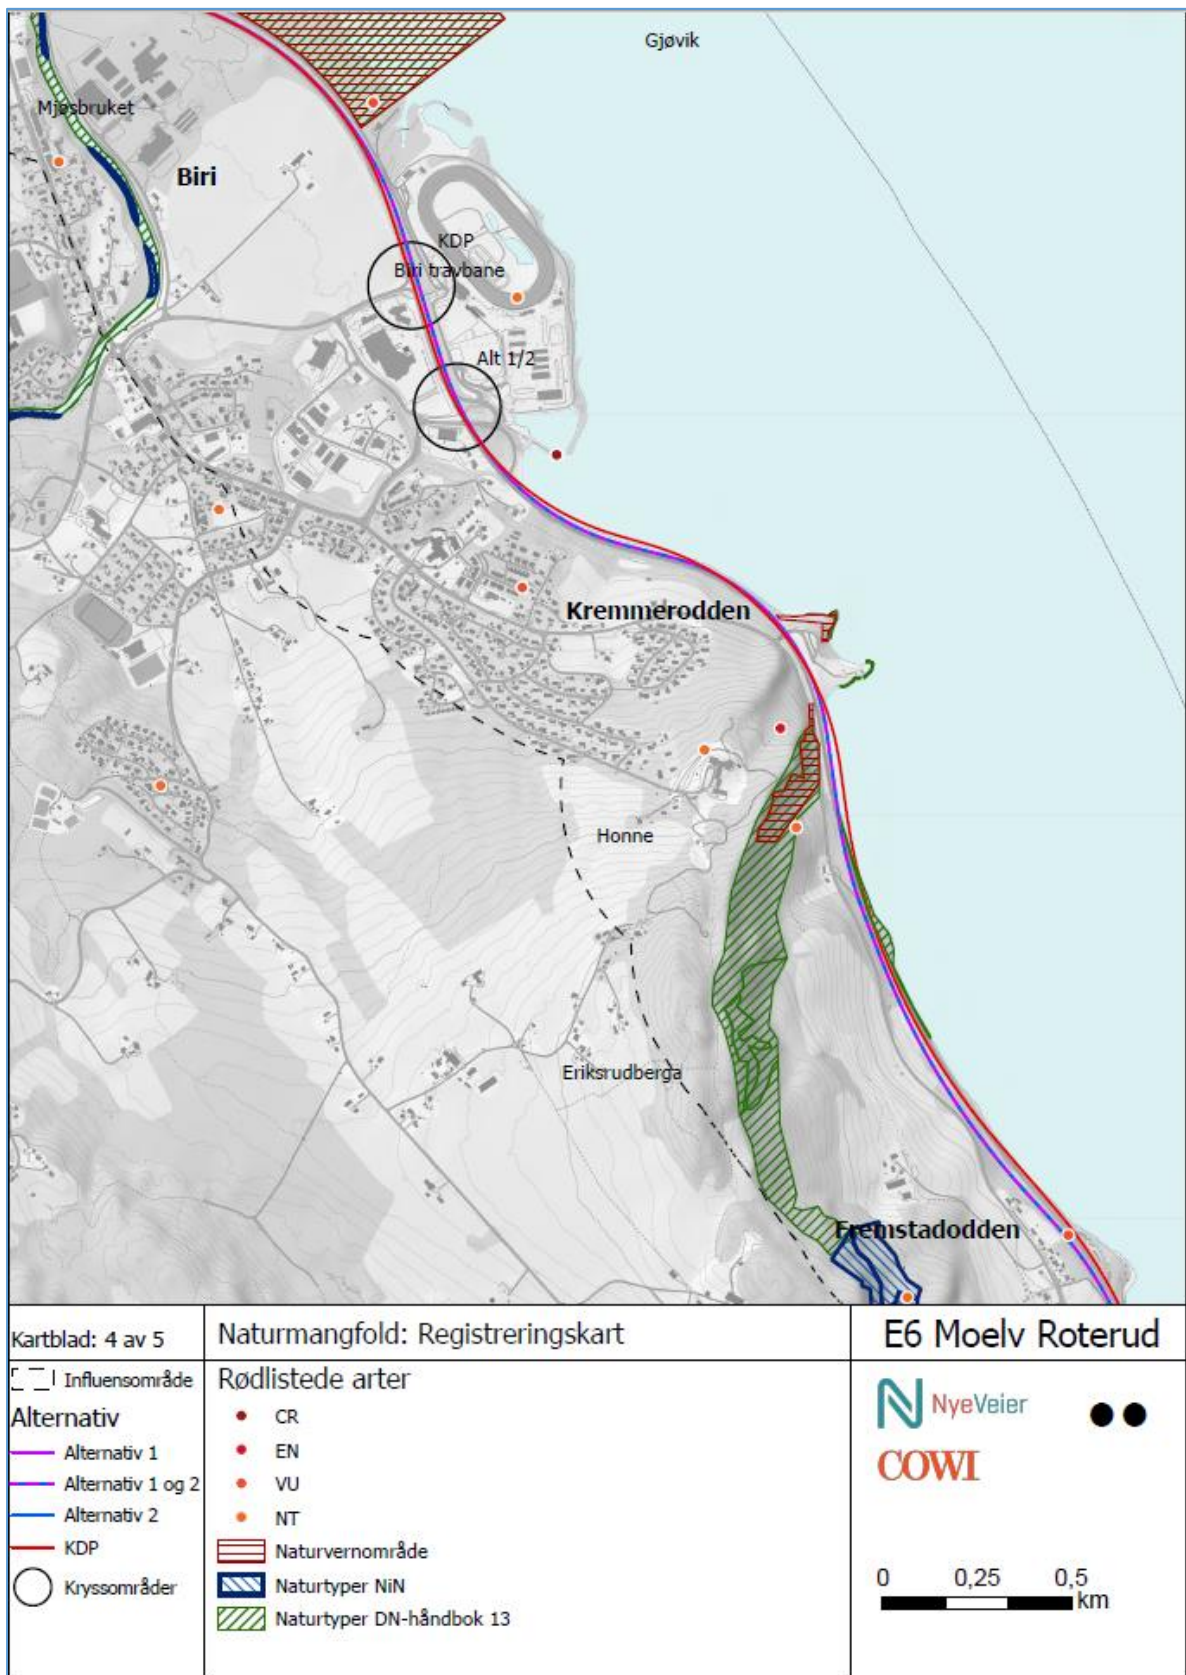 Gjøvik
Mjøsbruket
Biri
KDP
Biri travbane
Alt 1/2
Kremmerodden
Honne
Eriksrudberga
Fremstadodden
Kartblad: 4 av 5
Naturmangfold: Registreringskart
E6 Moelv Roterud
Influensområde
Alternativ
Alternativ 1
Alternativ 1 og 2
Alternativ 2
KDP
Kryssområder
Rødlistede arter
CR
EN
VU
NT
Naturvernområde
Naturtyper NiN
Naturtyper DN-håndbok 13
NyeVeier
COWI
0 0,25 0,5
km